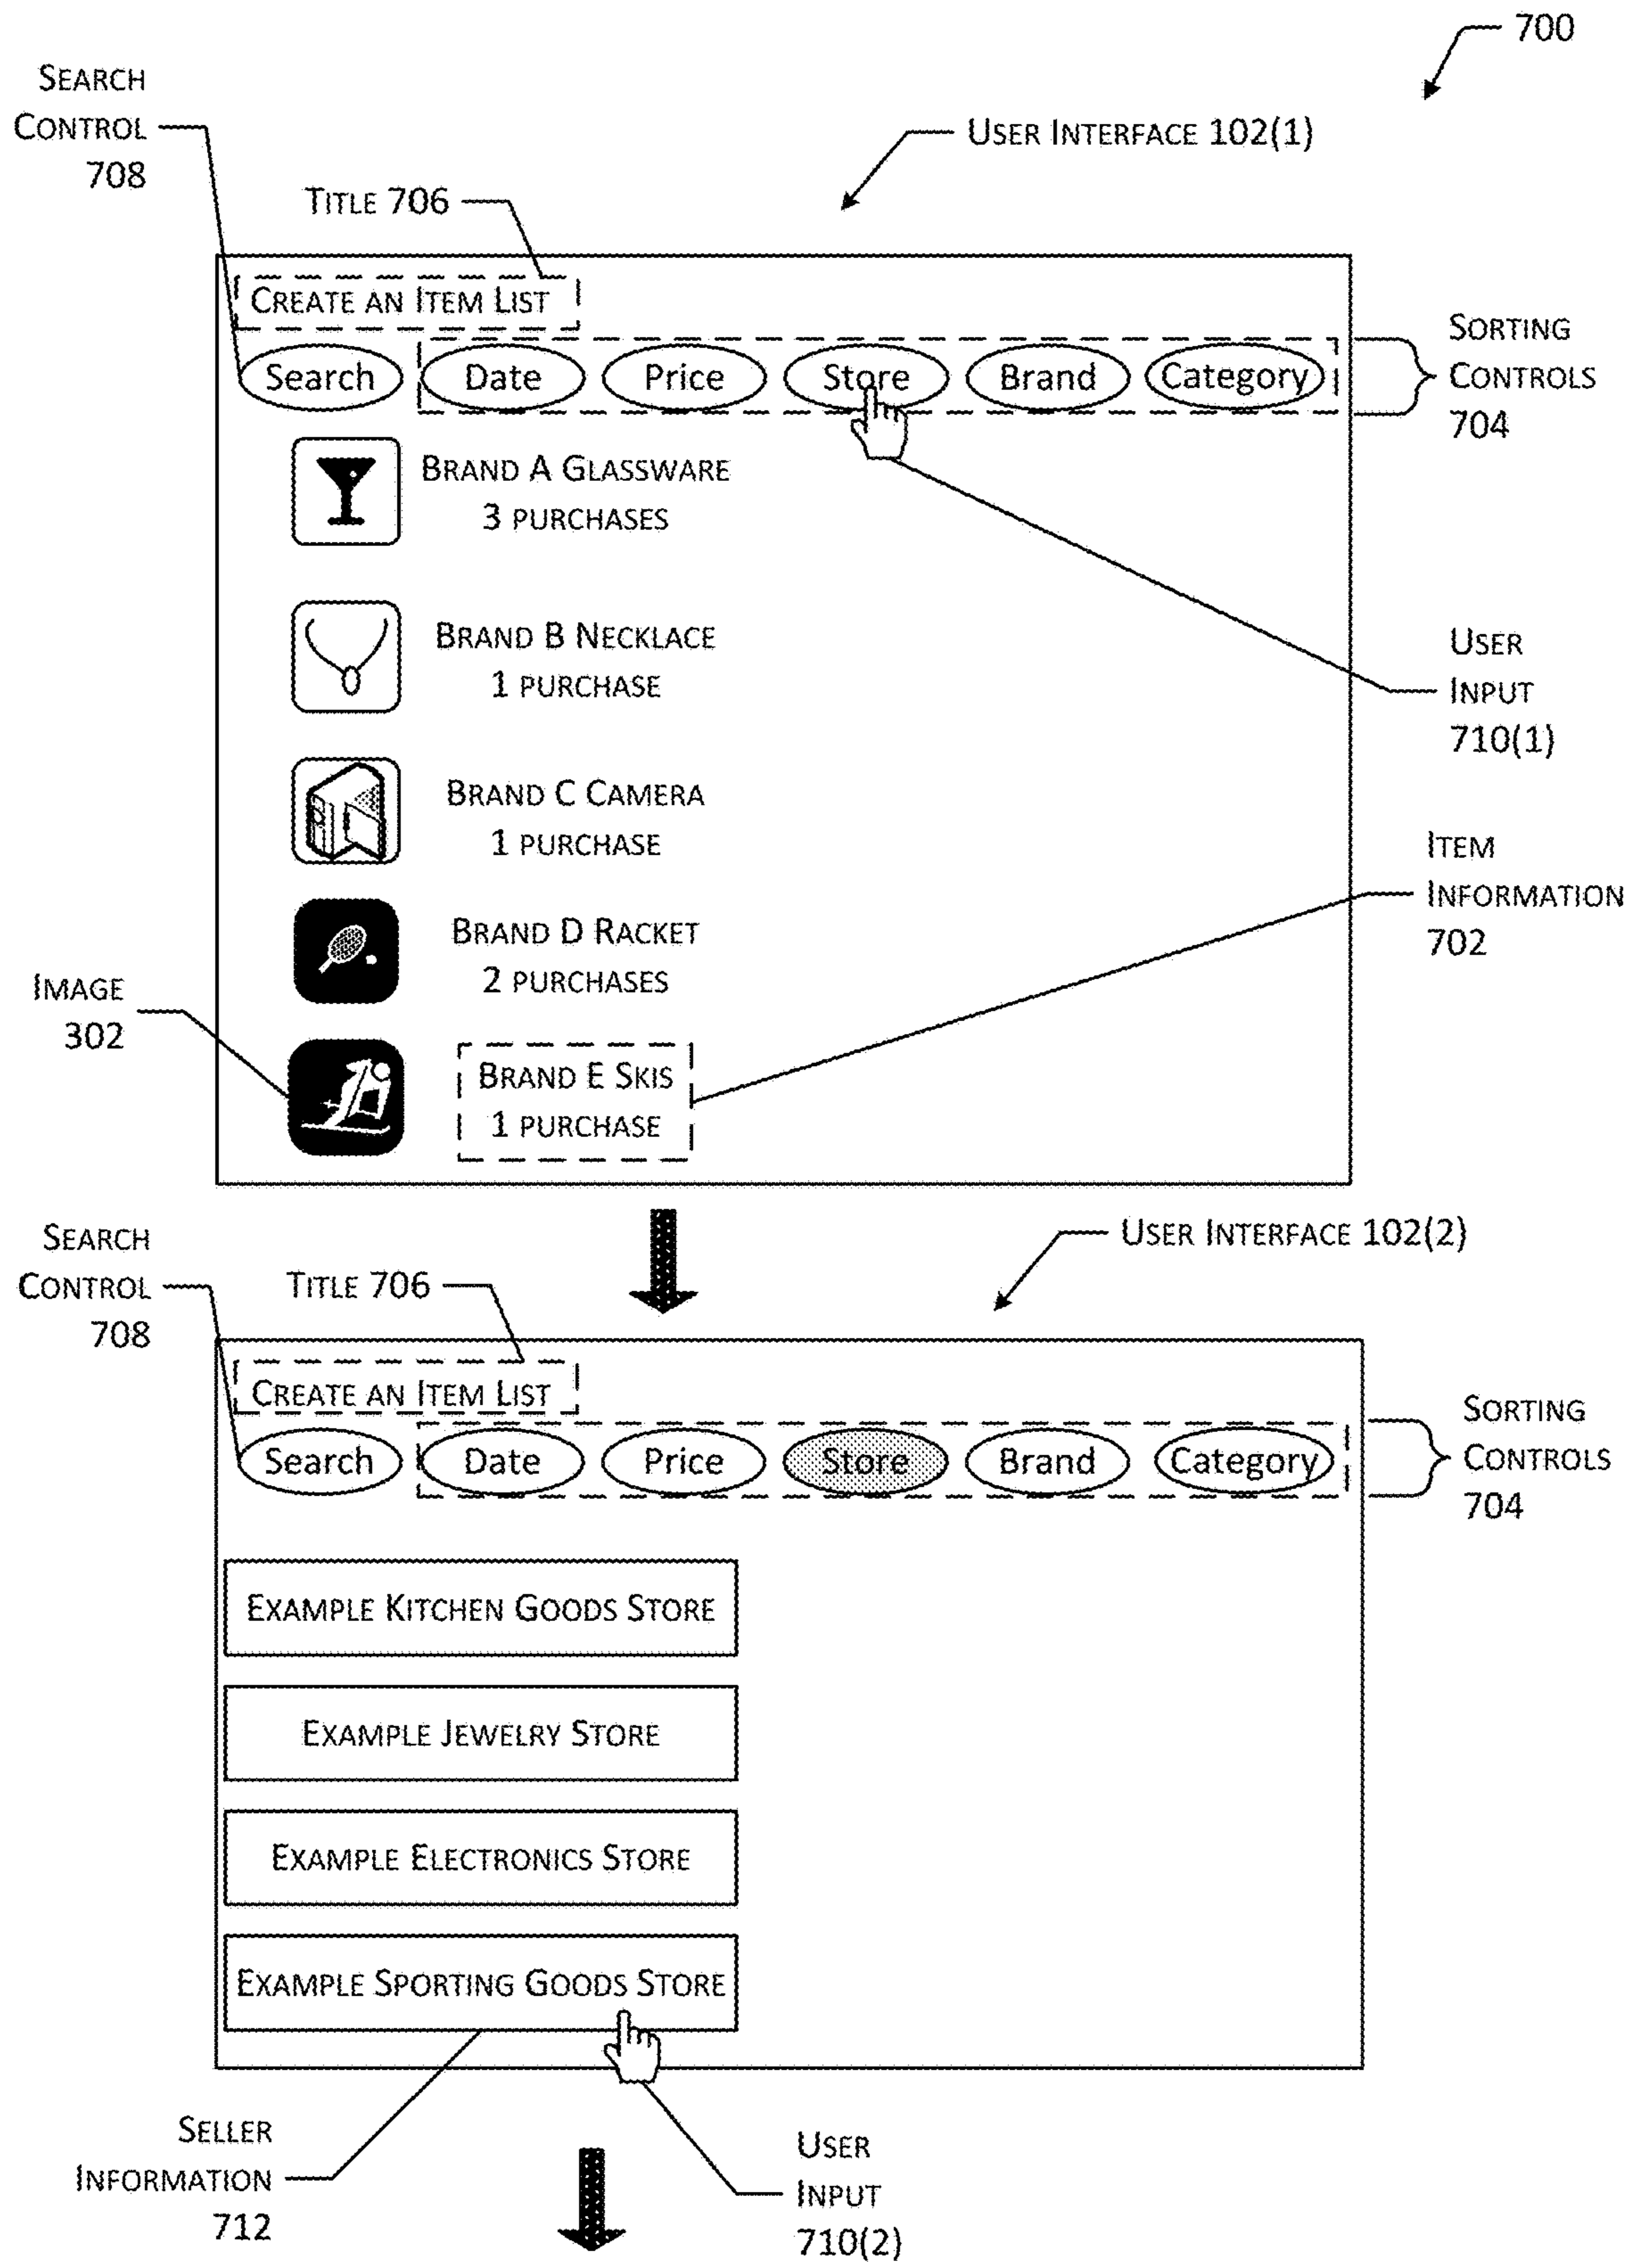 700
SEARCH
CONTROL
708
USER INTERFACE 102(1)
TITLE 706
CREATE AN ITEM LIST
Search Date Price Store Brand Category
SORTING
CONTROLS
704
BRAND A GLASSWARE
3 PURCHASES
BRAND B NECKLACE
1 PURCHASE
USER
INPUT
710(1)
BRAND C CAMERA
1 PURCHASE
ITEM
INFORMATION
702
BRAND D RACKET
2 PURCHASES
IMAGE
302
BRAND E SKIS
1 PURCHASE
SEARCH
CONTROL
708
USER INTERFACE 102(2)
TITLE 706
CREATE AN ITEM LIST
Search Date Price Store Brand Category
SORTING
CONTROLS
704
EXAMPLE KITCHEN GOODS STORE
EXAMPLE JEWELRY STORE
EXAMPLE ELECTRONICS STORE
EXAMPLE SPORTING GOODS STORE
SELLER
INFORMATION
712
USER
INPUT
710(2)